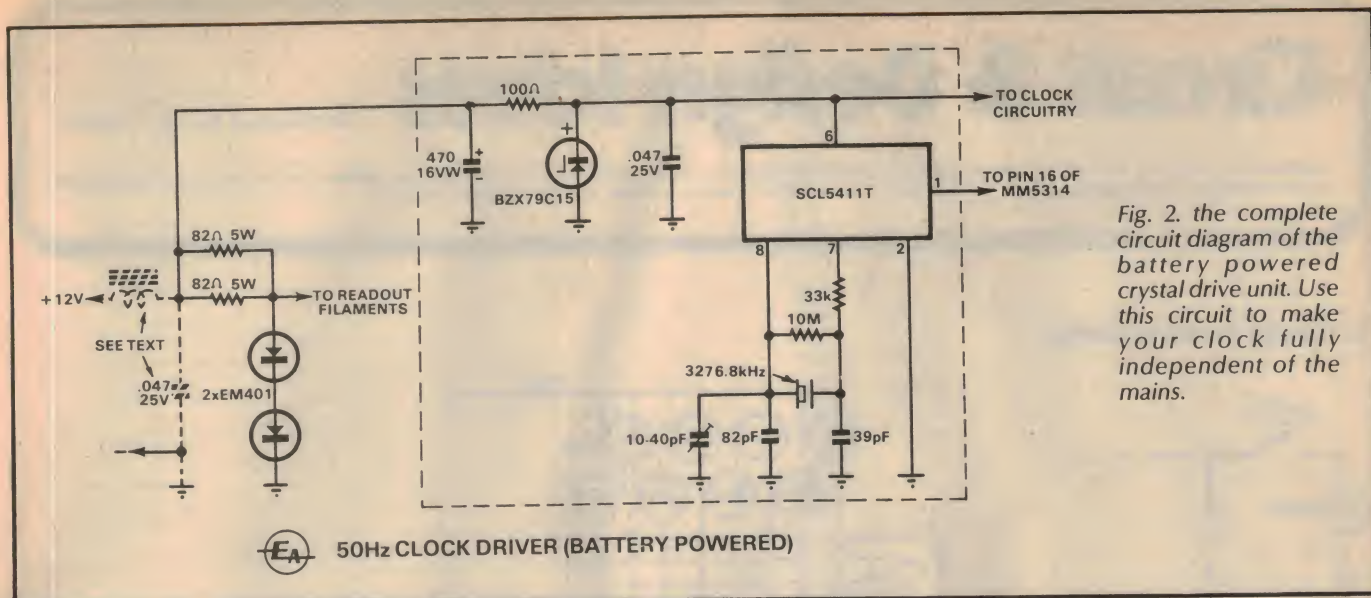 100Ω
TO CLOCK
CIRCUITRY
+
6
470
16VW
+
−
BZX79C15
.047
25V
SCL5411T
1
TO PIN 16 OF
MM5314
8
7
2
82Ω 5W
82Ω 5W
+12V
TO READOUT
FILAMENTS
SEE TEXT
.047
25V
2xEM401
−
33k
10M
3276.8kHz
10-40pF
82pF
39pF
Fig. 2. the complete
circuit diagram of the
battery powered
crystal drive unit. Use
this circuit to make
your clock fully
independent of the
mains.
EA
50Hz CLOCK DRIVER (BATTERY POWERED)